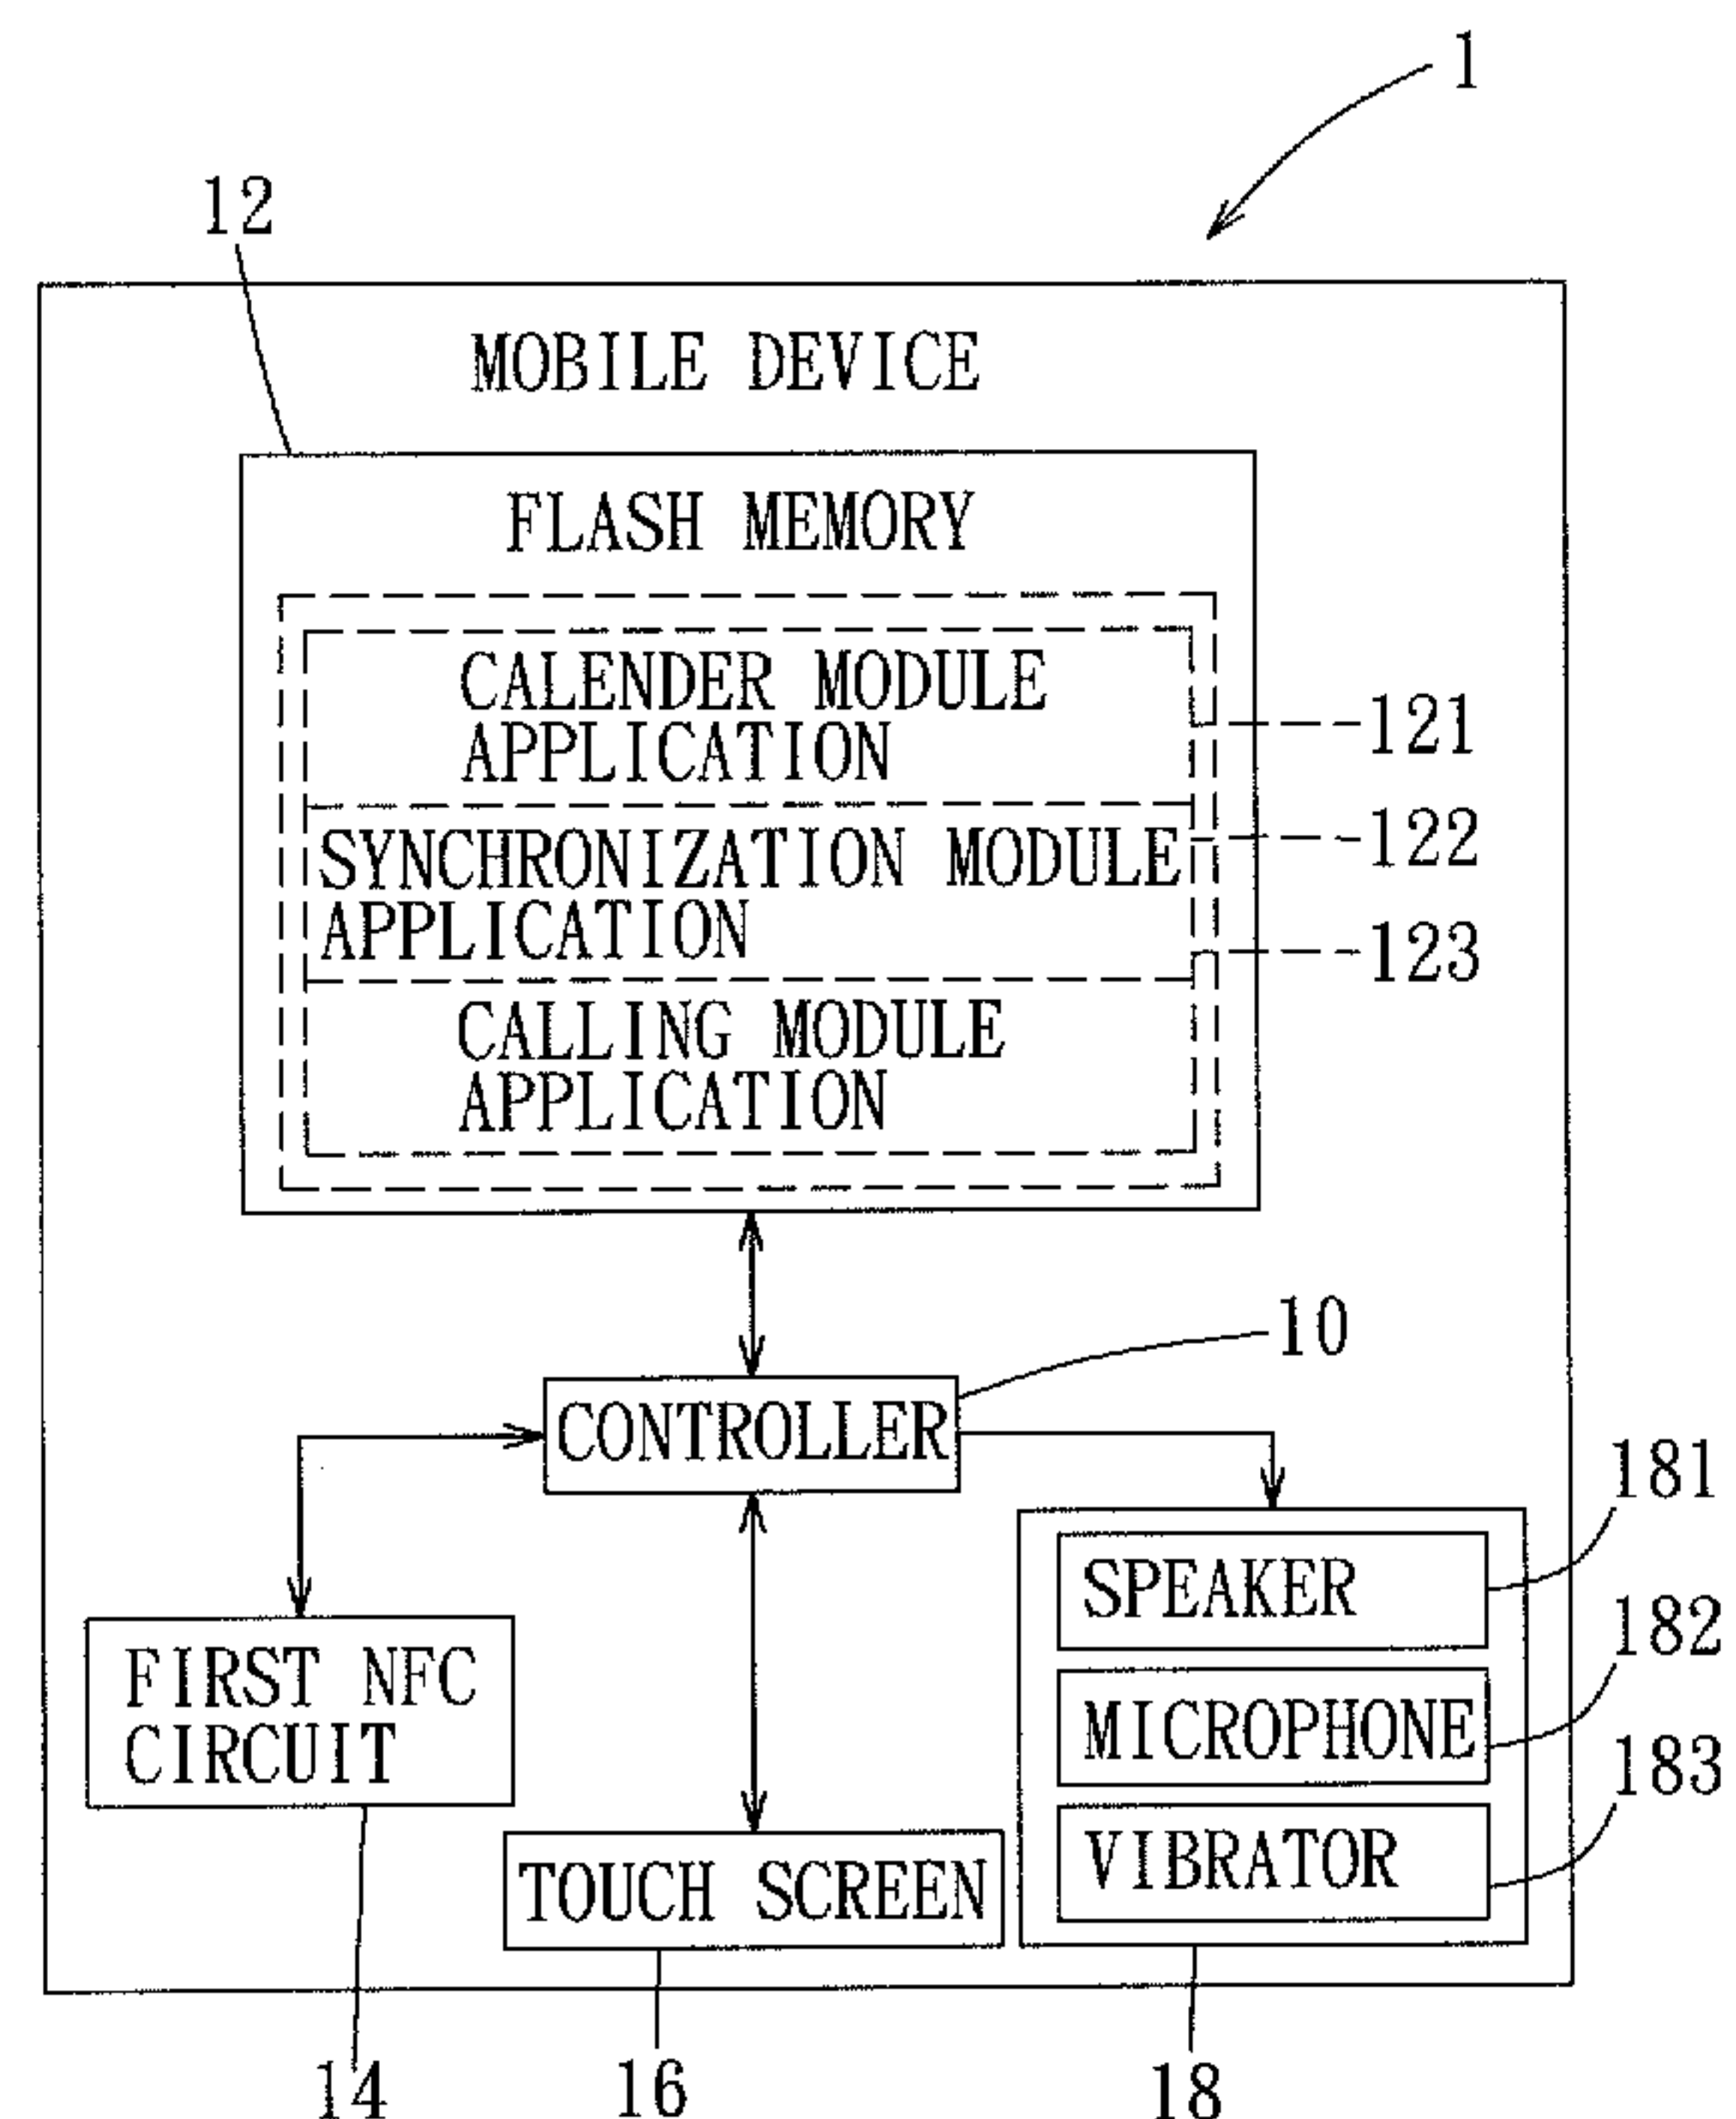 1
12
MOBILE DEVICE
FLASH MEMORY
CALENDER MODULE
APPLICATION
121
SYNCHRONIZATION MODULE
APPLICATION
122
123
CALLING MODULE
APPLICATION
10
CONTROLLER
181
SPEAKER
182
FIRST NFC
CIRCUIT
MICROPHONE
183
TOUCH SCREEN
VIBRATOR
14
16
18